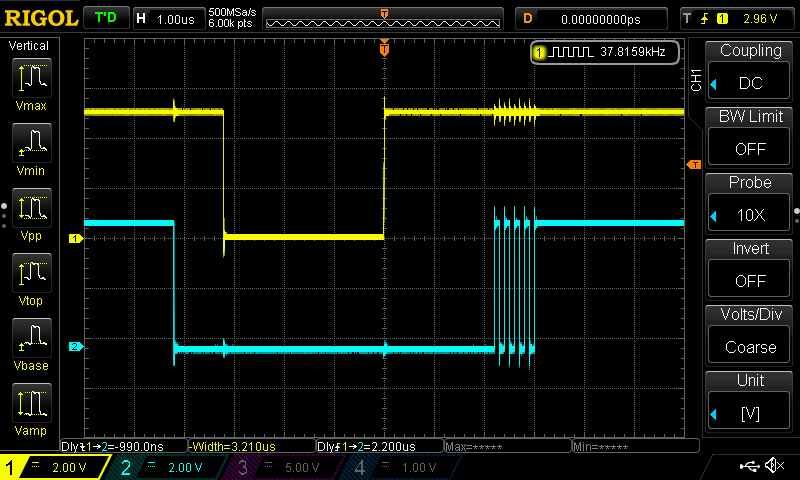 RIGOL T'D H 1.00us 500MSa/s 6.00k pts T D 0.00000000ps T 1 2.96 V
Vertical
Vmax
Vmin
Vpp
Vtop
Vbase
Vamp
T
1 37.8159kHz
1
2
T
CH1
Coupling
DC
BW Limit
OFF
Probe
10X
Invert
OFF
Volts/Div
Coarse
Unit
[V]
Dly1→2=-990.0ns -Width=3.210us Dly1→2=2.200us Max=***** Min=*****
1 2.00 V 2 2.00 V 3 5.00 V 4 1.00 V